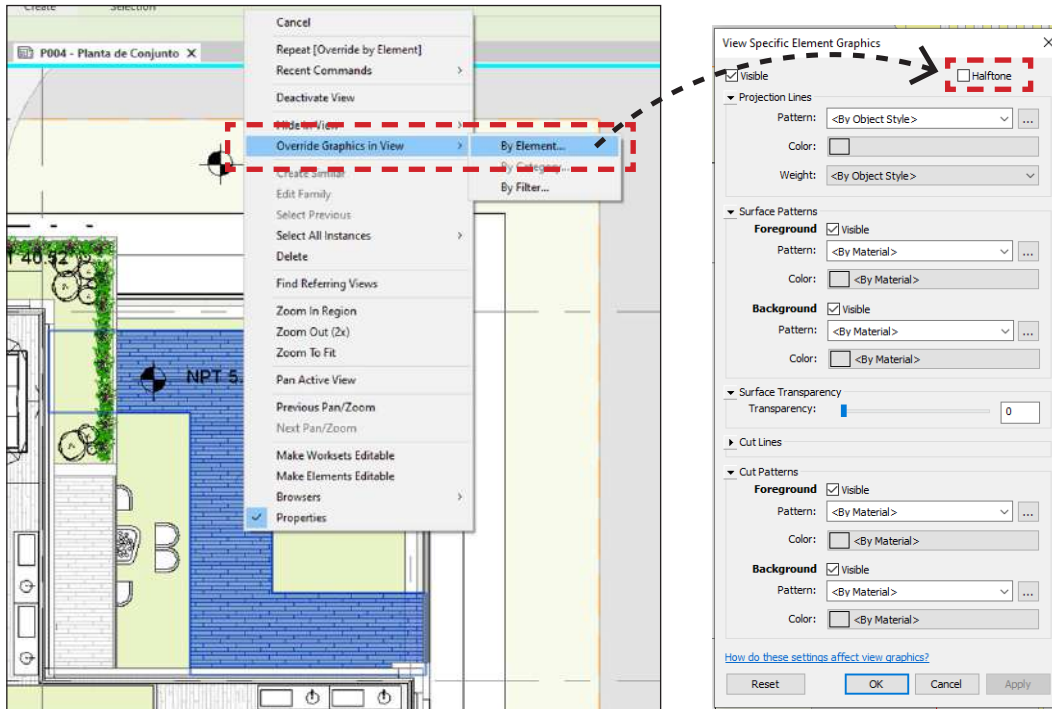 Create Selection
P004 - Planta de Conjunto X
Cancel
Repeat [Override by Element]
Recent Commands
Deactivate View
Hide in View
Override Graphics in View
Create Similar
Edit Family
Select Previous
Select All Instances
Delete
Find Referring Views
Zoom In Region
Zoom Out (2x)
Zoom To Fit
Pan Active View
Previous Pan/Zoom
Next Pan/Zoom
Make Worksets Editable
Make Elements Editable
Browsers
Properties
By Element...
By Category...
By Filter...
40.52
NPT 5.
View Specific Element Graphics
Visible
Halftone
Projection Lines
Pattern: <By Object Style> ...
Color:
Weight: <By Object Style>
Surface Patterns
Foreground Visible
Pattern: <By Material> ...
Color: <By Material>
Background Visible
Pattern: <By Material> ...
Color: <By Material>
Surface Transparency
Transparency: 0
Cut Lines
Cut Patterns
Foreground Visible
Pattern: <By Material> ...
Color: <By Material>
Background Visible
Pattern: <By Material> ...
Color: <By Material>
How do these settings affect view graphics?
Reset OK Cancel Apply